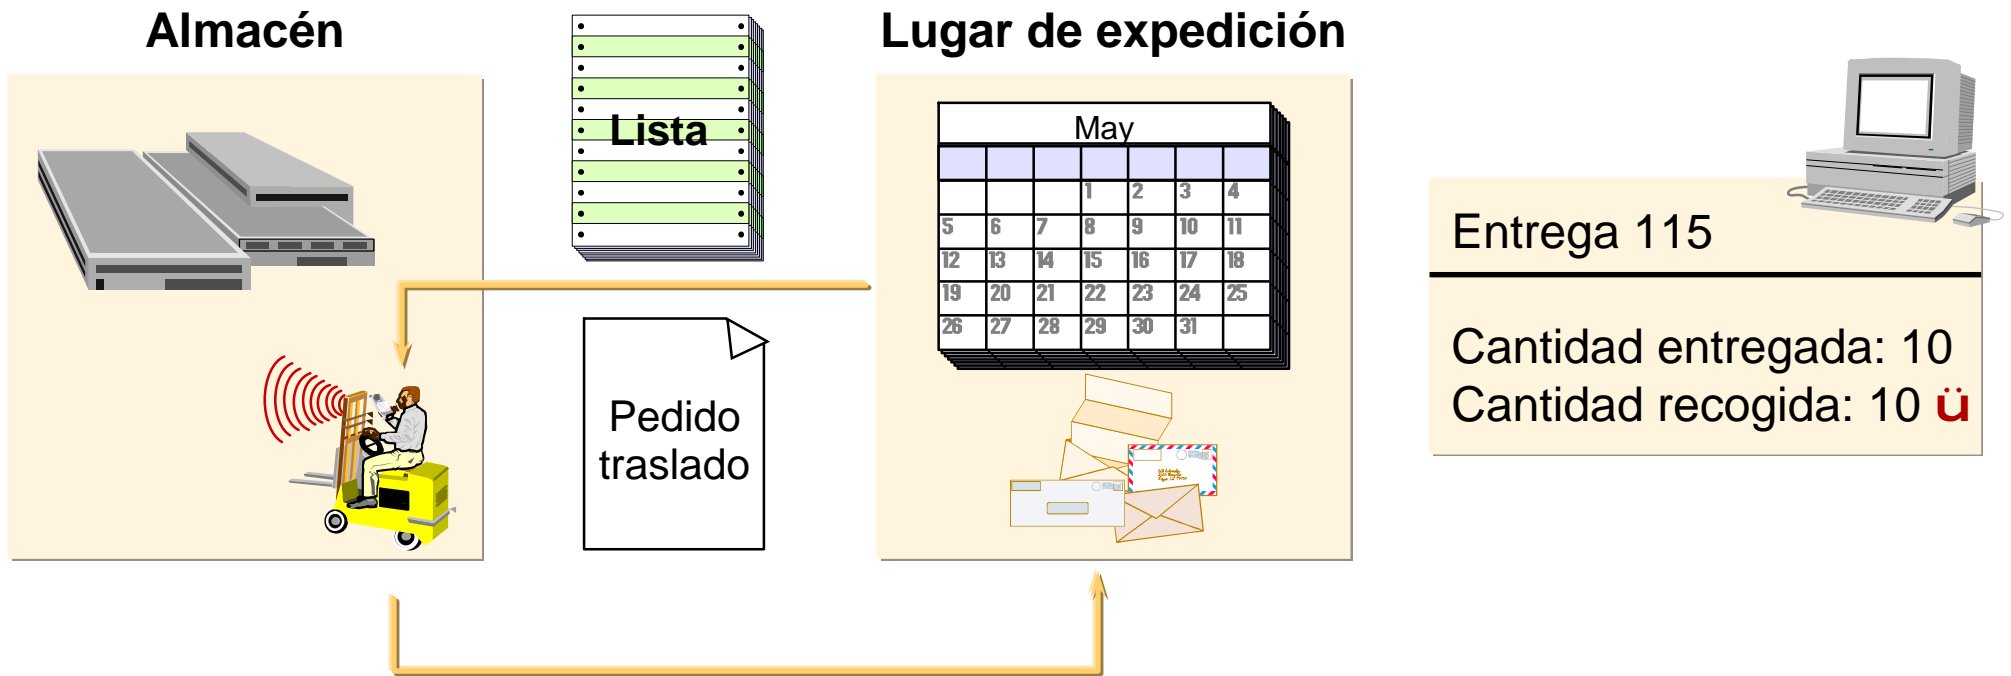 Almacén
Lugar de expedición
Lista
May
1 2 3 4
5 6 7 8 9 10 11
12 13 14 15 16 17 18
19 20 21 22 23 24 25
26 27 28 29 30 31
Pedido
traslado
Entrega 115
Cantidad entregada: 10
Cantidad recogida: 10 ü